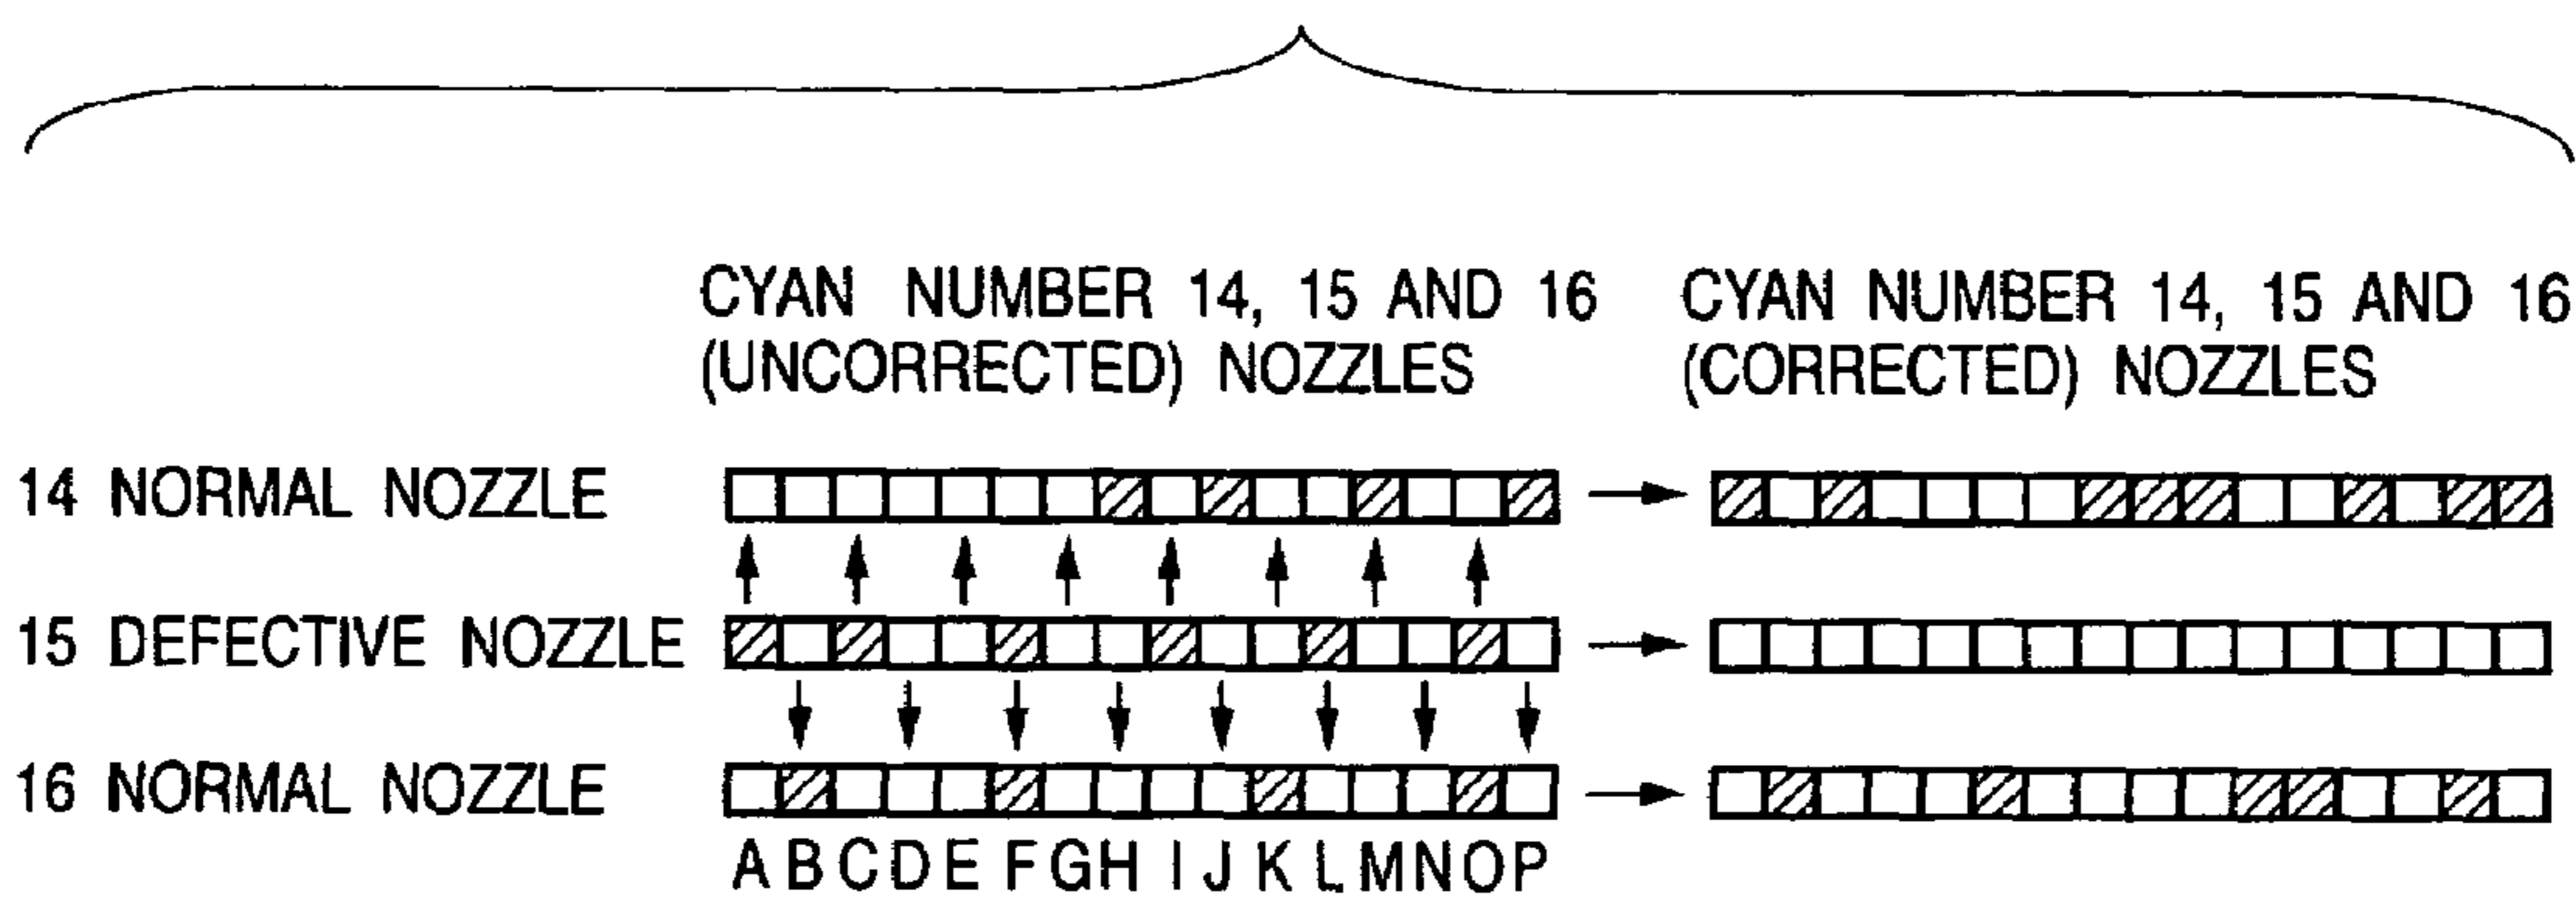 CYAN NUMBER 14, 15 AND 16
(UNCORRECTED) NOZZLES
CYAN NUMBER 14, 15 AND 16
(CORRECTED) NOZZLES
14 NORMAL NOZZLE
15 DEFECTIVE NOZZLE
16 NORMAL NOZZLE
A B C D E F G H I J K L M N O P